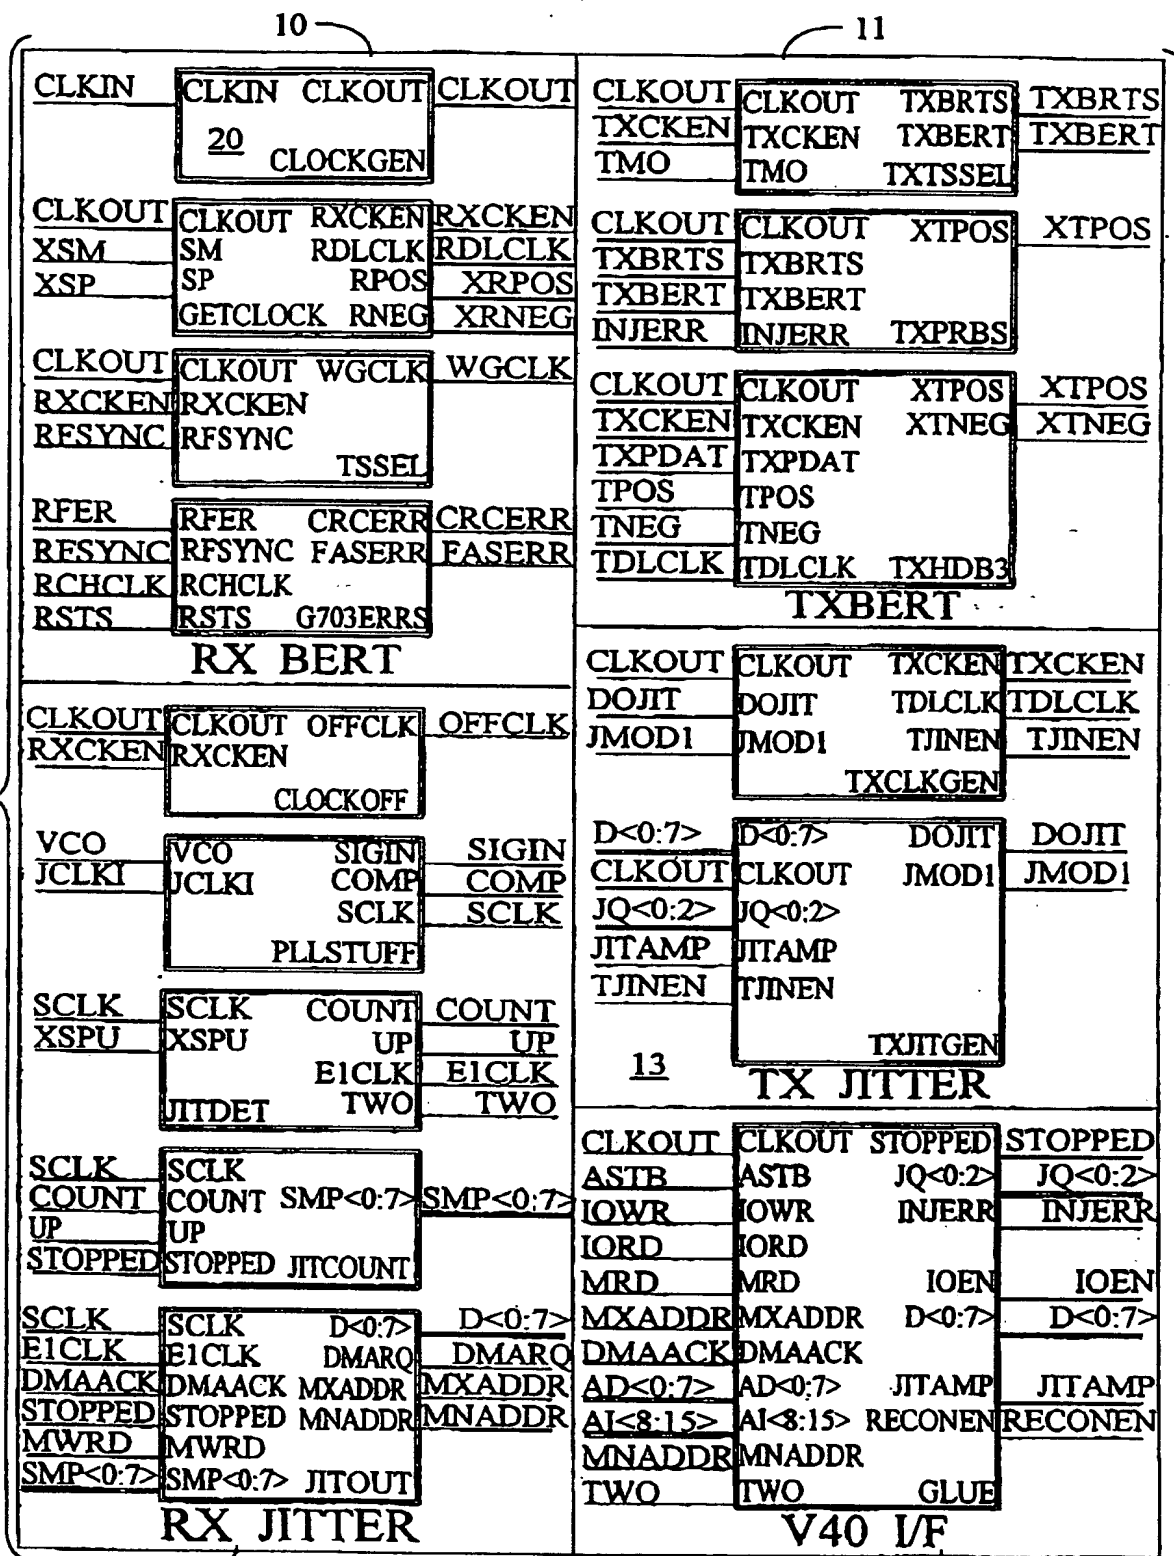 10
11
CLKIN CLKIN CLKOUT CLKOUT
20
CLOCKGEN
CLKOUT CLKOUT RXCKEN RXCKEN
XSM SM RDLCLK RDLCLK
XSP SP RPOS XRPOS
GETCLOCK RNEG XRNEG
CLKOUT CLKOUT WGCLK WGCLK
RXCKEN RXCKEN
RFSYNC RFSYNC
TSSEL
RFER RFER CRCERR CRCERR
RFSYNC RFSYNC FASERR FASERR
RCHCLK RCHCLK
RSTS RSTS G703ERRS
RX BERT
CLKOUT CLKOUT OFFCLK OFFCLK
RXCKEN RXCKEN
CLOCKOFF
VCO VCO SIGIN SIGIN
JCLKI JCLKI COMP COMP
SCLK SCLK
PLLSTUFF
SCLK SCLK COUNT COUNT
XSPU XSPU UP UP
E1CLK E1CLK
JITDET TWO TWO
SCLK SCLK
COUNT COUNT SMP<0:7> SMP<0:7>
UP UP
STOPPED STOPPED JITCOUNT
SCLK SCLK D<0:7> D<0:7>
E1CLK E1CLK DMARQ DMARQ
DMAACK DMAACK MXADDR MXADDR
STOPPED STOPPED MNADDR MNADDR
MWRD MWRD
SMP<0:7> SMP<0:7> JITOUT
RX JITTER
CLKOUT CLKOUT TXBRTS TXBRTS
TXCKEN TXCKEN TXBERT TXBERT
TMO TMO TXTSSEL
CLKOUT CLKOUT XTPOS XTPOS
TXBRTS TXBRTS
TXBERT TXBERT
INJERR INJERR TXPRBS
CLKOUT CLKOUT XTPOS XTPOS
TXCKEN TXCKEN XTNEG XTNEG
TXPDAT TXPDAT
TPOS TPOS
TNEG TNEG
TDLCLK TDLCLK TXHDB3
TXBERT
CLKOUT CLKOUT TXCKEN TXCKEN
DOJIT DOJIT TDLCLK TDLCLK
JMOD1 JMOD1 TJINEN TJINEN
TXCLKGEN
D<0:7> D<0:7> DOJIT DOJIT
CLKOUT CLKOUT JMOD1 JMOD1
JQ<0:2> JQ<0:2>
JITAMP JITAMP
TJINEN TJINEN
TXJITGEN
13
TX JITTER
CLKOUT CLKOUT STOPPED STOPPED
ASTB ASTB JQ<0:2> JQ<0:2>
IOWR IOWR INJERR INJERR
IORD IORD
MRD MRD IOEN IOEN
MXADDR MXADDR D<0:7> D<0:7>
DMAACK DMAACK
AD<0:7> AD<0:7> JITAMP JITAMP
AI<8:15> AI<8:15> RECONEN RECONEN
MNADDR MNADDR
TWO TWO GLUE
V40 I/F